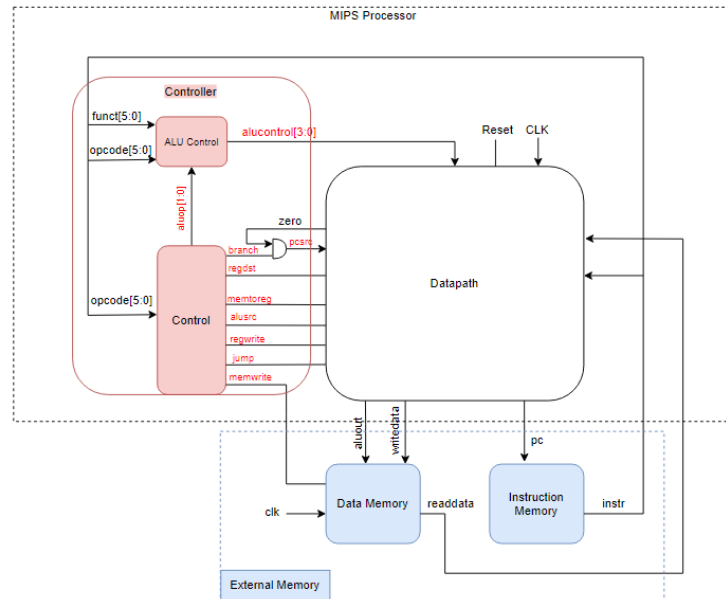 MIPS Processor
Controller
funct[5:0]
ALU Control
alucontrol[3:0]
Reset
CLK
opcode[5:0]
aluop[1:0]
zero
branch
pcsrc
regdst
Datapath
opcode[5:0]
Control
memtoreg
alusrc
regwrite
jump
memwrite
aluout
writedata
pc
clk
Data Memory
readdata
Instruction
Memory
instr
External Memory